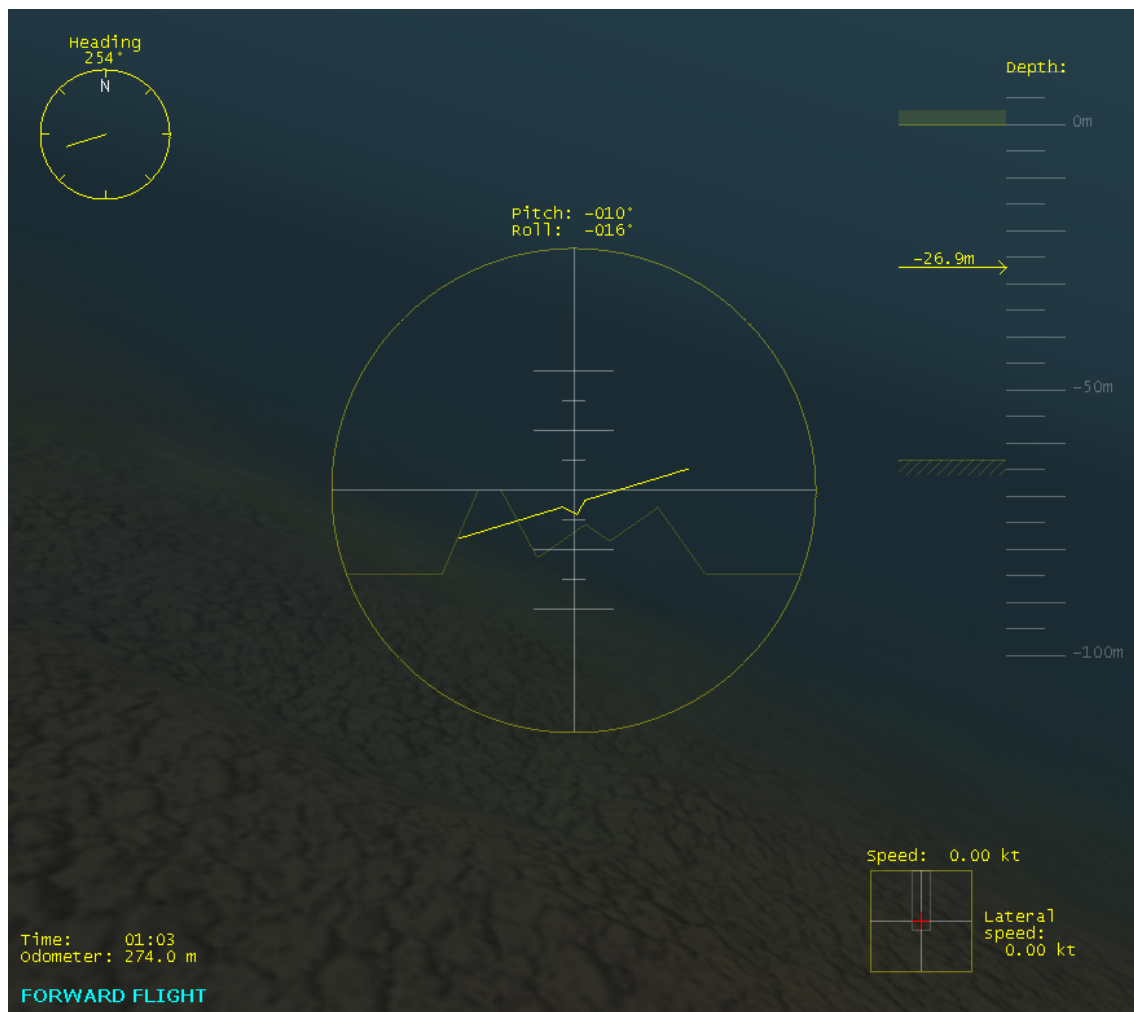 Heading
254°
N
Depth:
0m
Pitch: -010°
Roll: -016°
-26.9m
-50m
-100m
Speed: 0.00 kt
Lateral
speed:
0.00 kt
Time: 01:03
Odometer: 274.0 m
FORWARD FLIGHT